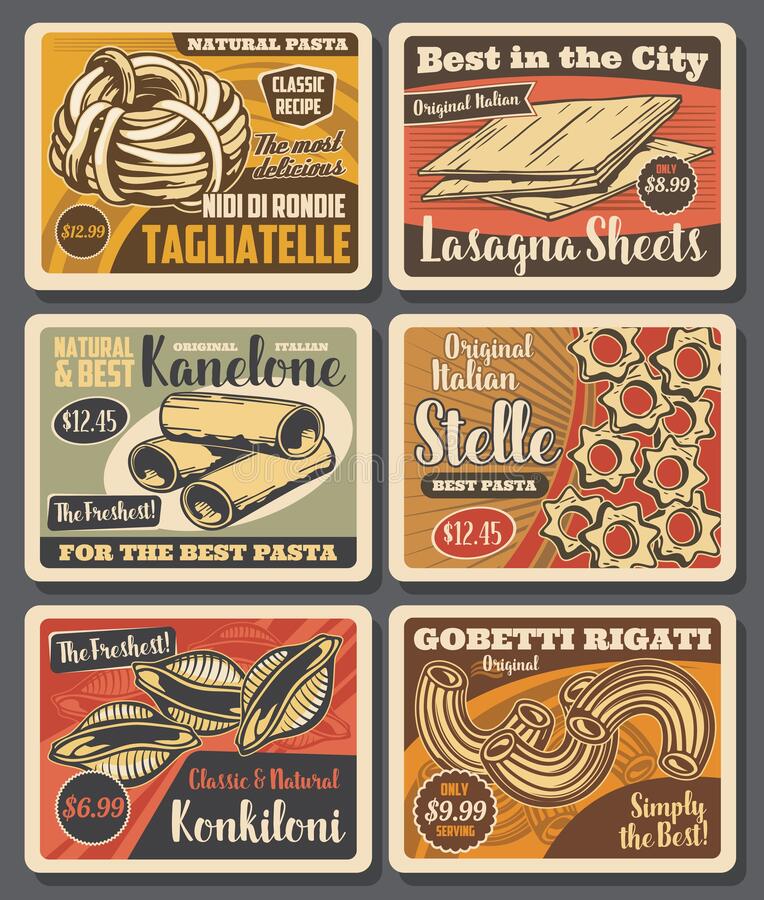 NATURAL PASTA
CLASSIC
RECIPE
The most
delicious
$12.99
NIDI DI RONDIE
TAGLIATELLE
Best in the City
Original Italian
ONLY
$8.99
Lasagna Sheets
NATURAL
& BEST
ORIGINAL ITALIAN
Kanelone
$12.45
The Freshest!
FOR THE BEST PASTA
Original
Italian
Stelle
BEST PASTA
$12.45
The Freshest!
$6.99
Classic & Natural
Konkiloni
GOBETTI RIGATI
Original
ONLY
$9.99
SERVING
Simply
the Best!
dreamstime